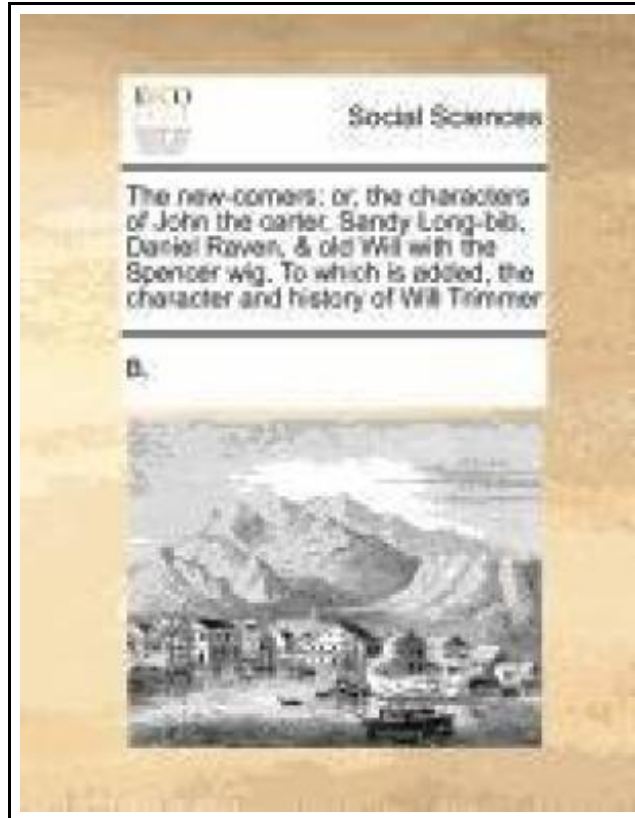 ECCO
Social Sciences
The new-comers: or, the characters
of John the carter, Sandy Long-bib,
Daniel Raven, & old Will with the
Spencer wig. To which is added, the
character and history of Will Trimmer
B.